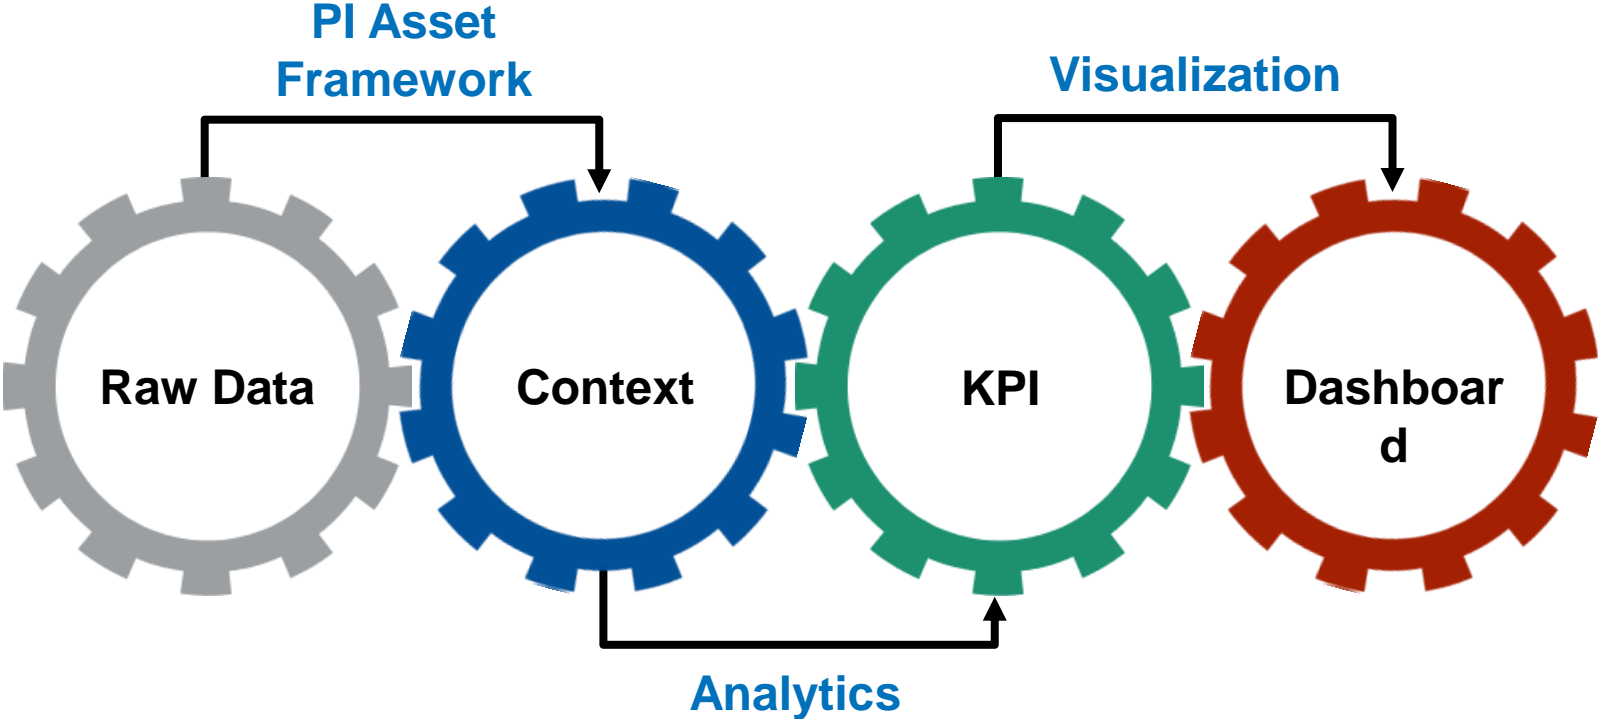 PI Asset
Framework
Visualization
Raw Data
Context
KPI
Dashboar
d
Analytics